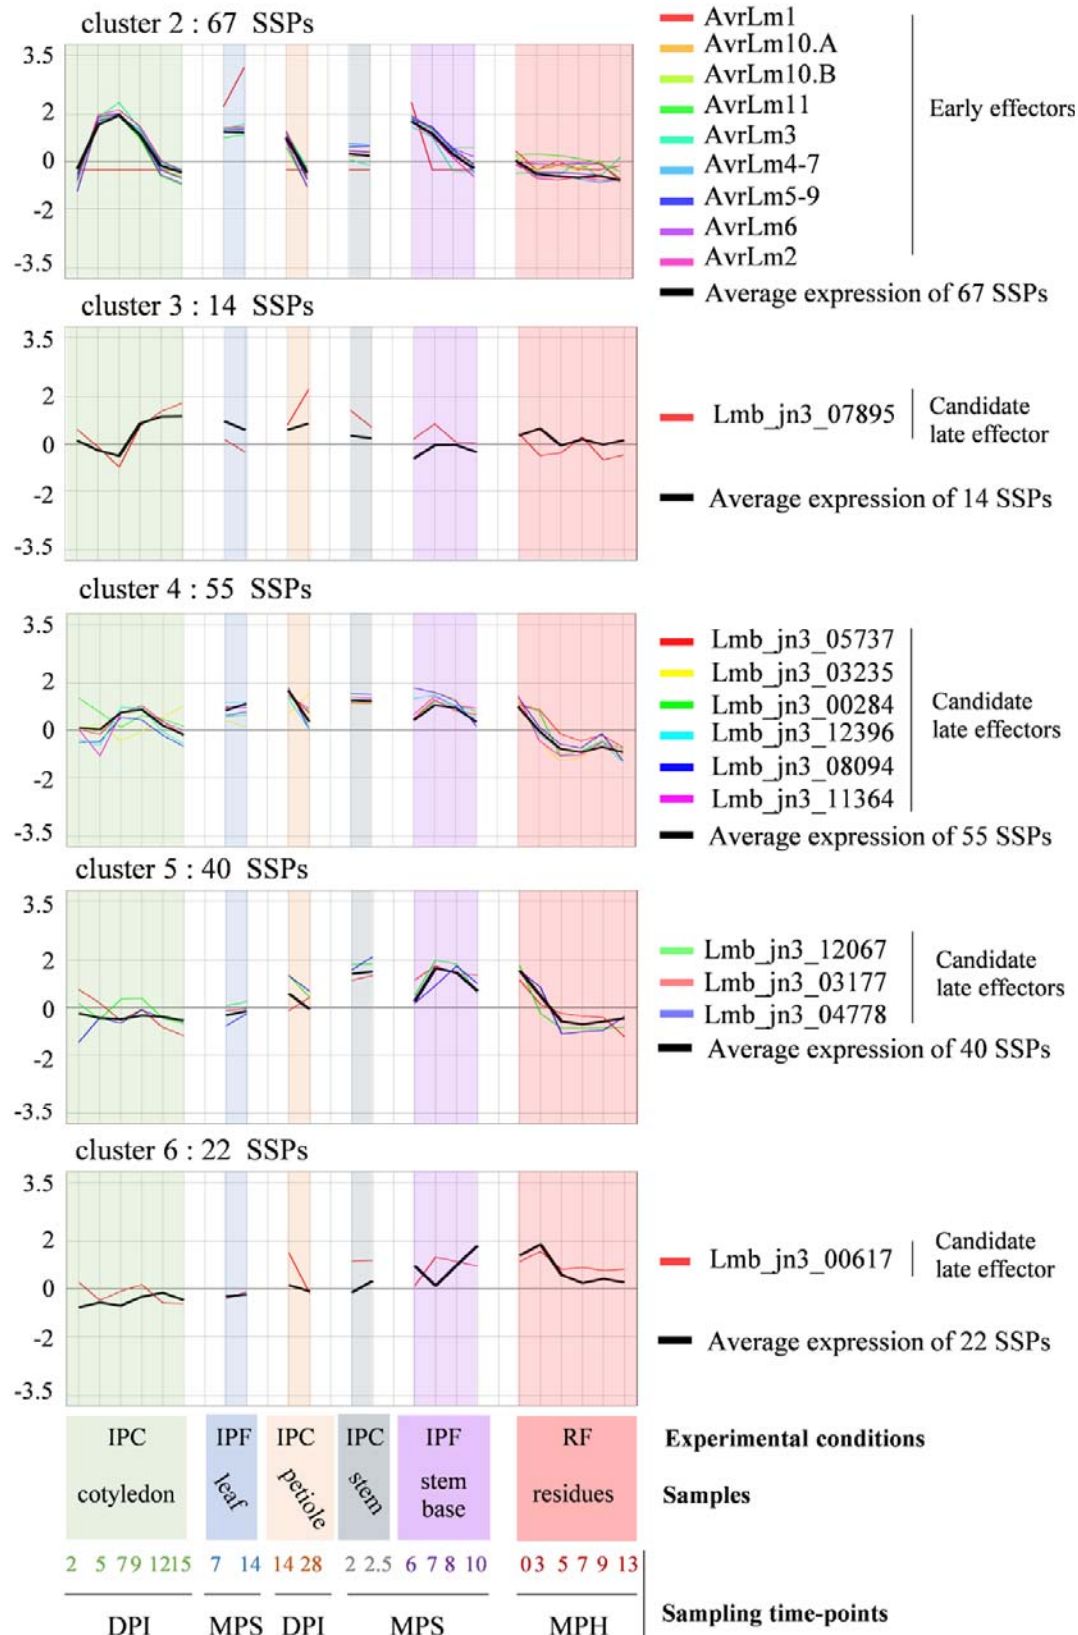 cluster 2 : 67 SSPs
3.5
2
0
-2
-3.5
AvrLm1
AvrLm10.A
AvrLm10.B
AvrLm11
AvrLm3
AvrLm4-7
AvrLm5-9
AvrLm6
AvrLm2
Early effectors
Average expression of 67 SSPs
cluster 3 : 14 SSPs
3.5
2
0
-2
-3.5
Lmb_jn3_07895
Candidate
late effector
Average expression of 14 SSPs
cluster 4 : 55 SSPs
3.5
2
0
-2
-3.5
Lmb_jn3_05737
Lmb_jn3_03235
Lmb_jn3_00284
Lmb_jn3_12396
Lmb_jn3_08094
Lmb_jn3_11364
Candidate
late effectors
Average expression of 55 SSPs
cluster 5 : 40 SSPs
3.5
2
0
-2
-3.5
Lmb_jn3_12067
Lmb_jn3_03177
Lmb_jn3_04778
Candidate
late effectors
Average expression of 40 SSPs
cluster 6 : 22 SSPs
3.5
2
0
-2
-3.5
Lmb_jn3_00617
Candidate
late effector
Average expression of 22 SSPs
IPC IPF IPC IPC IPF RF Experimental conditions
cotyledon leaf petiole stem stem base residues Samples
2 5 7 9 12 15 7 14 14 28 2 2.5 6 7 8 10 0 3 5 7 9 13
DPI MPS DPI MPS MPH Sampling time-points